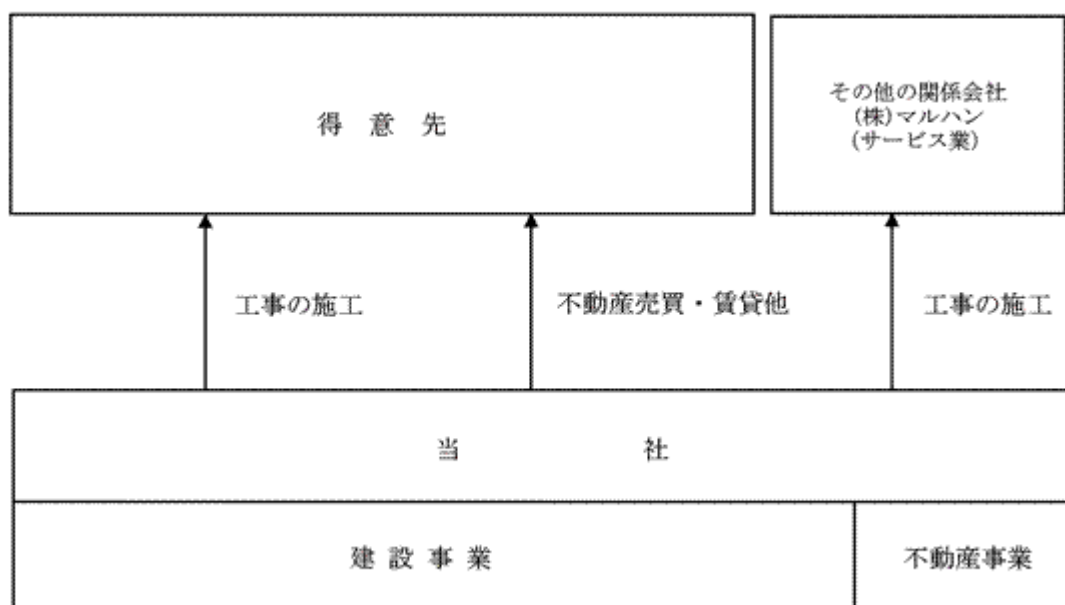 得 意 先
その他の関係会社
(株)マルハン
(サービス業)
工事の施工
不動産売買・賃貸他
工事の施工
当 社
建 設 事 業
不動産事業